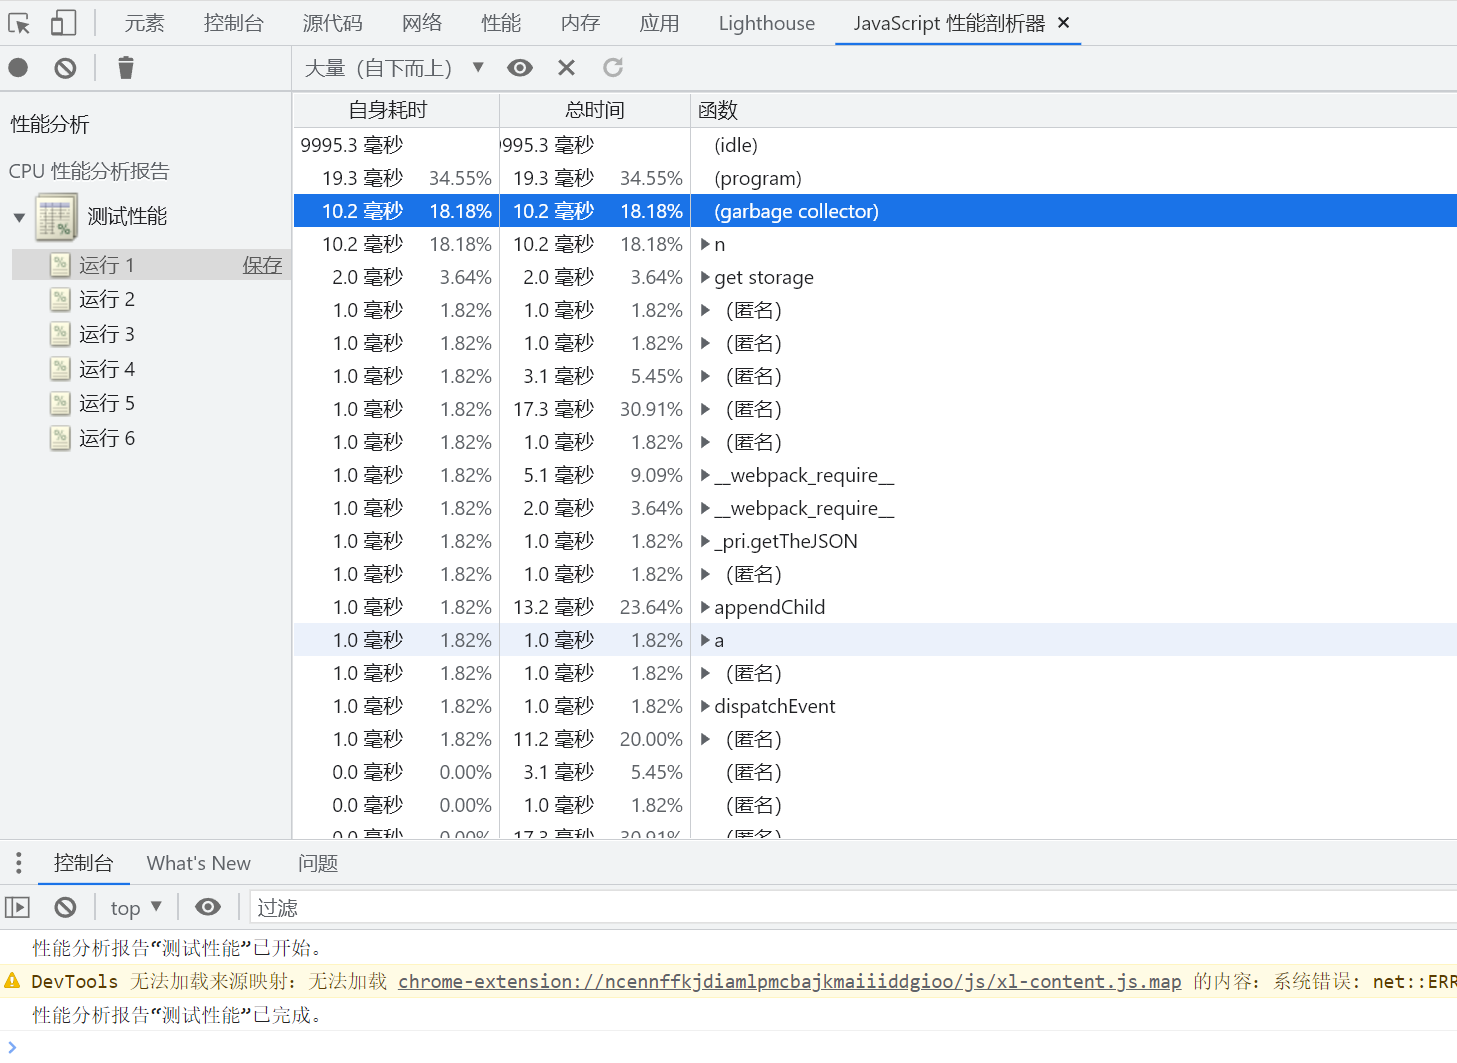 元素 控制台 源代码 网络 性能 内存 应用 Lighthouse JavaScript 性能剖析器
大量（自下而上）
性能分析
CPU 性能分析报告
测试性能
运行 1 保存
运行 2
运行 3
运行 4
运行 5
运行 6
自身耗时 总时间 函数
9995.3 毫秒 9995.3 毫秒 (idle)
19.3 毫秒 34.55% 19.3 毫秒 34.55% (program)
10.2 毫秒 18.18% 10.2 毫秒 18.18% (garbage collector)
10.2 毫秒 18.18% 10.2 毫秒 18.18% n
2.0 毫秒 3.64% 2.0 毫秒 3.64% get storage
1.0 毫秒 1.82% 1.0 毫秒 1.82% （匿名）
1.0 毫秒 1.82% 1.0 毫秒 1.82% （匿名）
1.0 毫秒 1.82% 3.1 毫秒 5.45% （匿名）
1.0 毫秒 1.82% 17.3 毫秒 30.91% （匿名）
1.0 毫秒 1.82% 1.0 毫秒 1.82% （匿名）
1.0 毫秒 1.82% 5.1 毫秒 9.09% __webpack_require__
1.0 毫秒 1.82% 2.0 毫秒 3.64% __webpack_require__
1.0 毫秒 1.82% 1.0 毫秒 1.82% _pri.getTheJSON
1.0 毫秒 1.82% 1.0 毫秒 1.82% （匿名）
1.0 毫秒 1.82% 13.2 毫秒 23.64% appendChild
1.0 毫秒 1.82% 1.0 毫秒 1.82% a
1.0 毫秒 1.82% 1.0 毫秒 1.82% （匿名）
1.0 毫秒 1.82% 1.0 毫秒 1.82% dispatchEvent
1.0 毫秒 1.82% 11.2 毫秒 20.00% （匿名）
0.0 毫秒 0.00% 3.1 毫秒 5.45% （匿名）
0.0 毫秒 0.00% 1.0 毫秒 1.82% （匿名）
0.0 毫秒 0.00% 17.3 毫秒 30.91% （匿名）
控制台 What's New 问题
top 过滤
性能分析报告“测试性能”已开始。
DevTools 无法加载来源映射：无法加载 chrome-extension://ncennffkjdiamlpmcbajkmaiiiddgioo/js/xl-content.js.map 的内容：系统错误：net::ERR
性能分析报告“测试性能”已完成。